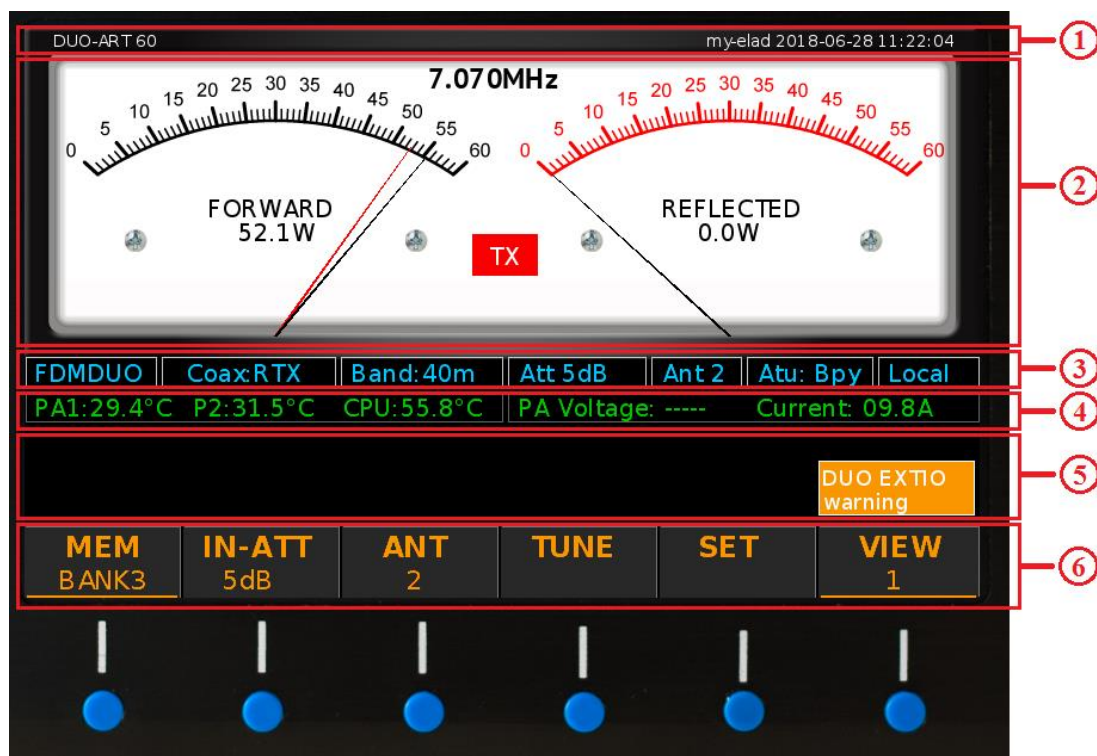 DUO-ART 60 my-elad 2018-06-28 11:22:04
1
7.070MHz
0 5 10 15 20 25 30 35 40 45 50 55 60
0 5 10 15 20 25 30 35 40 45 50 55 60
FORWARD
52.1W
REFLECTED
0.0W
TX
2
FDMDUO Coax:RTX Band:40m Att 5dB Ant 2 Atu: Bpy Local
3
PA1:29.4°C P2:31.5°C CPU:55.8°C PA Voltage: ----- Current: 09.8A
4
DUO EXTIO
warning
5
MEM IN-ATT ANT TUNE SET VIEW
BANK3 5dB 2 1
6